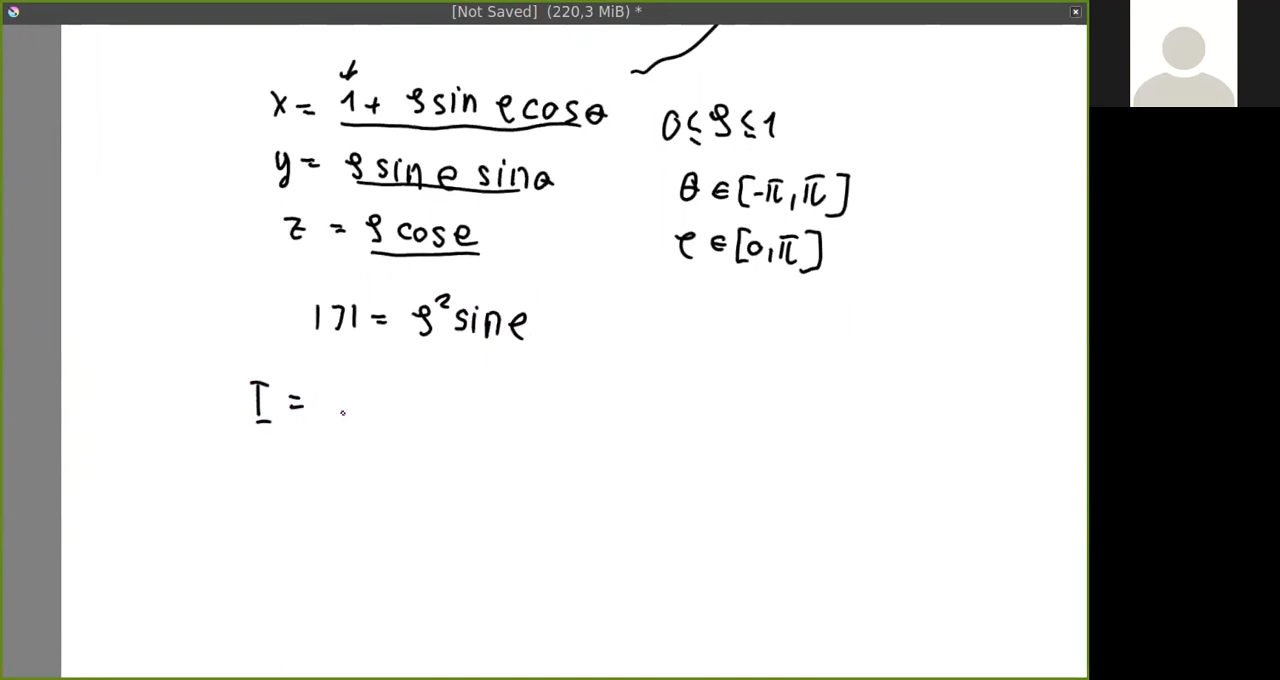 [Not Saved] (220,3 MiB) *
x = 1 + ρ sin φ cos θ
0 ≤ ρ ≤ 1
y = ρ sin φ sin θ
θ ∈ [-π, π]
z = ρ cos φ
φ ∈ [0, π]
|J| = ρ² sin φ
I =